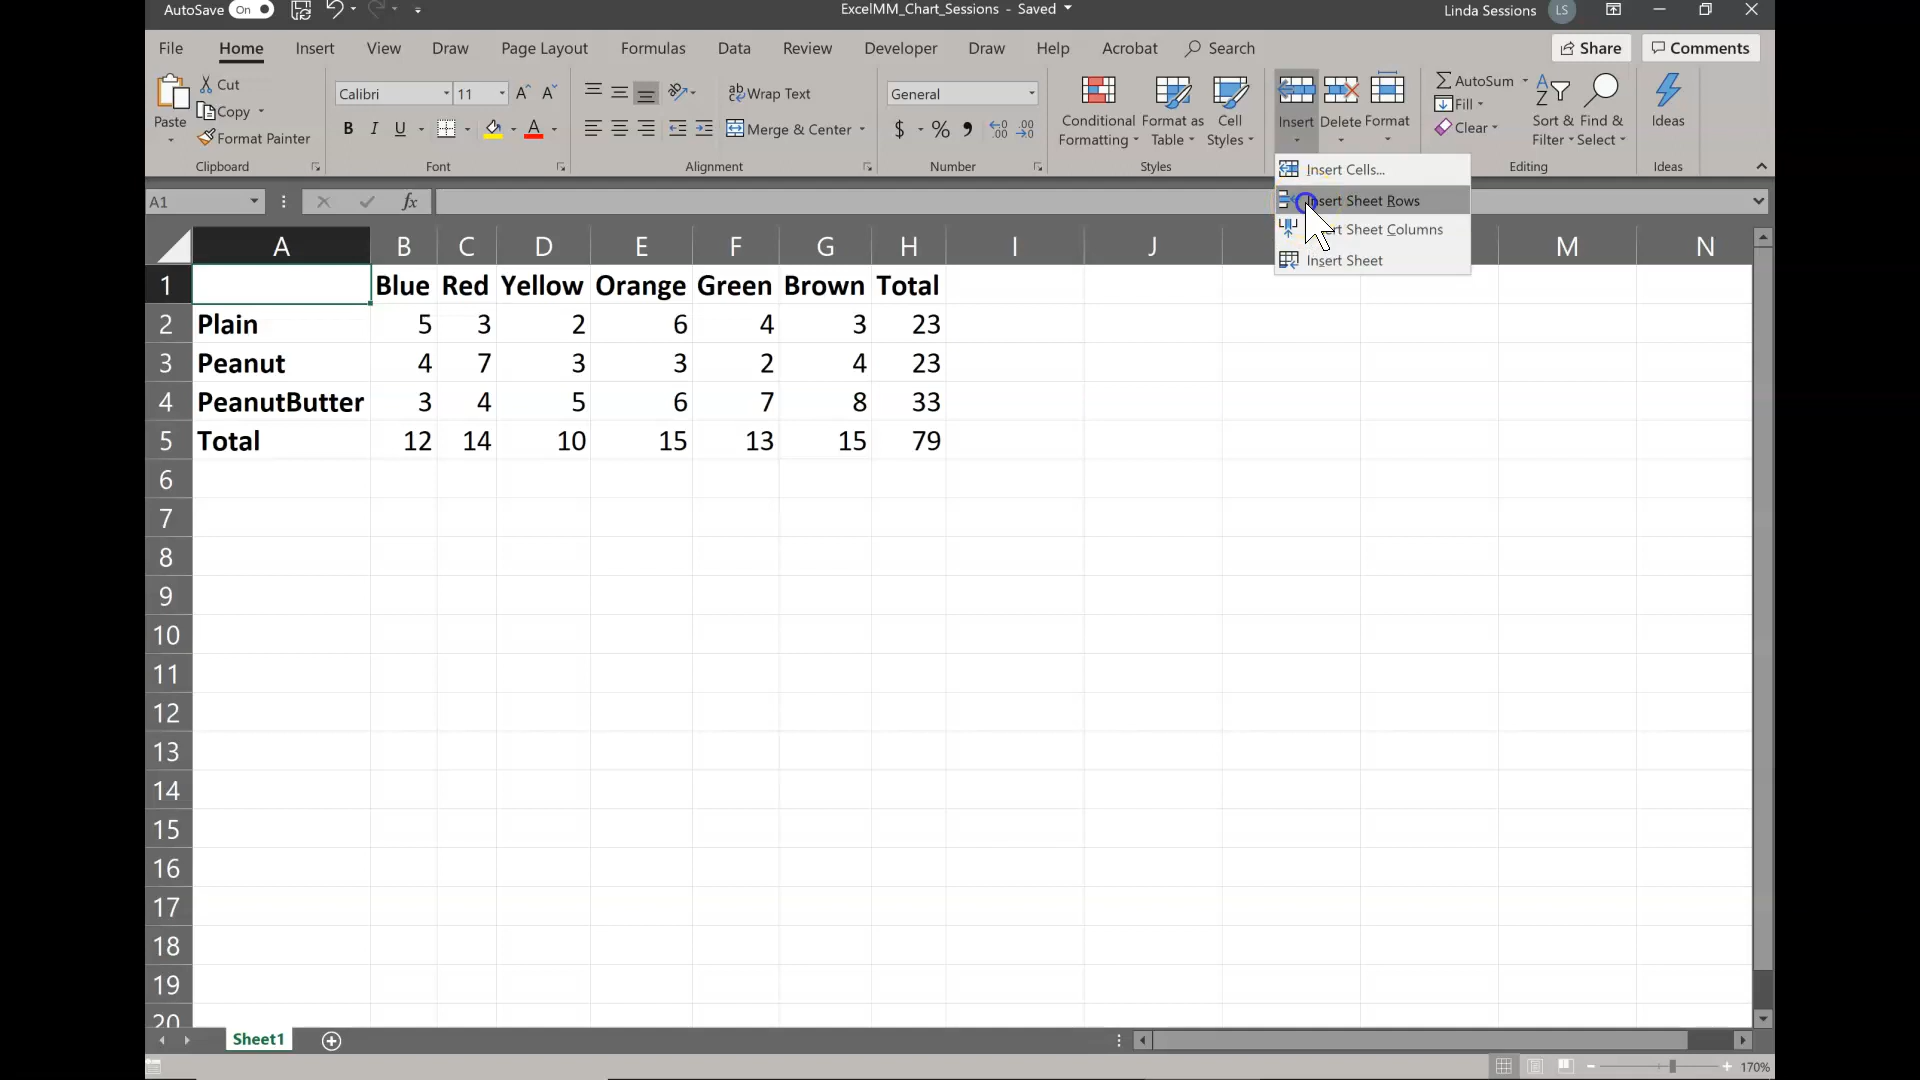 AutoSave On
ExcelMM_Chart_Sessions - Saved
Linda Sessions LS
File Home Insert View Draw Page Layout Formulas Data Review Developer Draw Help Acrobat Search Share Comments
Paste
Cut
Copy
Format Painter
Clipboard
Calibri 11
B I U
Font
Wrap Text
Merge & Center
Alignment
General
$ % 9
Number
Conditional Formatting
Format as Table
Cell Styles
Styles
Insert Delete Format
Insert Cells...
Insert Sheet Rows
Sheet Columns
Insert Sheet
AutoSum
Fill
Clear
Sort & Filter
Find & Select
Editing
Ideas
Ideas
A1 fx
A B C D E F G H I J M N
1 Blue Red Yellow Orange Green Brown Total
2 Plain 5 3 2 6 4 3 23
3 Peanut 4 7 3 3 2 4 23
4 PeanutButter 3 4 5 6 7 8 33
5 Total 12 14 10 15 13 15 79
6
7
8
9
10
11
12
13
14
15
16
17
18
19
20
Sheet1
170%